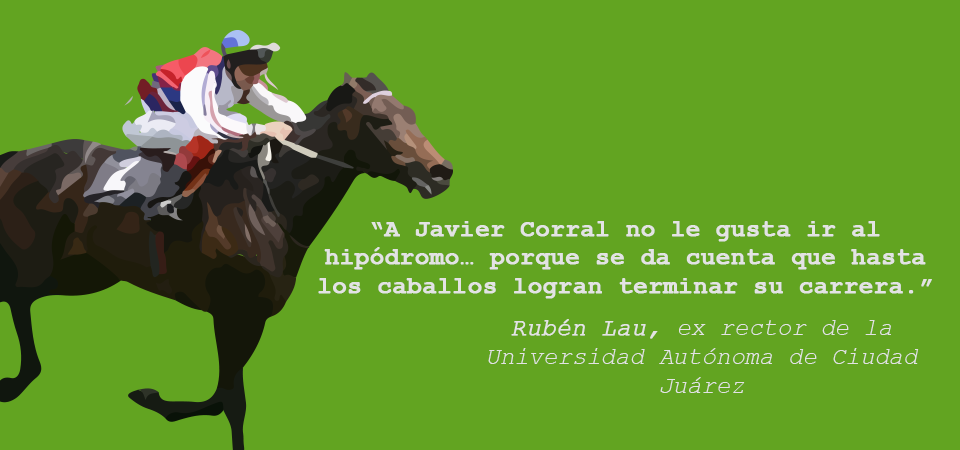 “A Javier Corral no le gusta ir al
hipódromo… porque se da cuenta que hasta
los caballos logran terminar su carrera.”
Rubén Lau, ex rector de la
Universidad Autónoma de Ciudad
Juárez